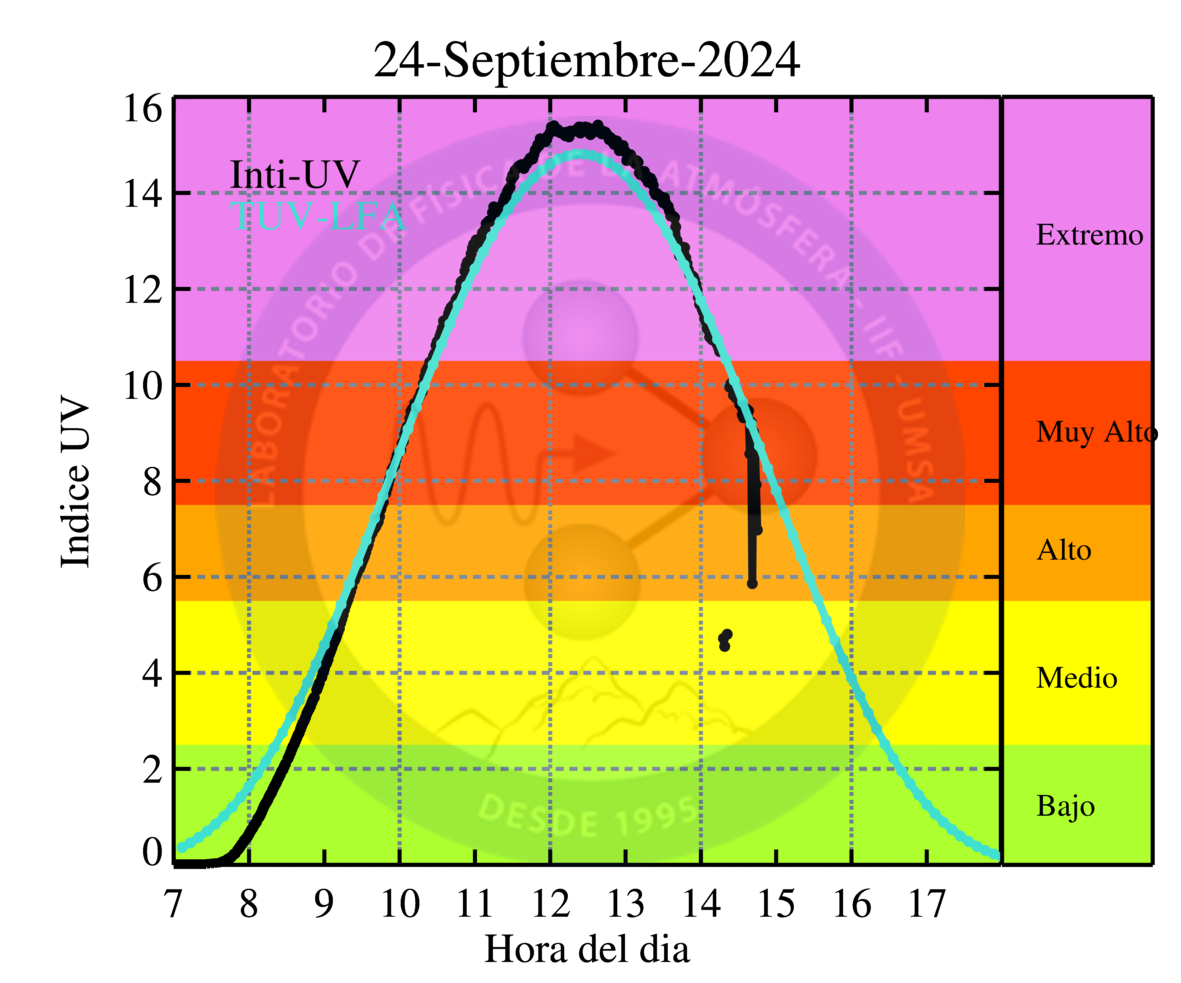 24-Septiembre-2024
Inti-UV
TUV-LFA
Indice UV
16
14
12
10
8
6
4
2
0
7 8 9 10 11 12 13 14 15 16 17
Hora del dia
Extremo
Muy Alto
Alto
Medio
Bajo
LABORATORIO DE FÍSICA DE LA ATMÓSFERA - IIF - UMSA
DESDE 1995